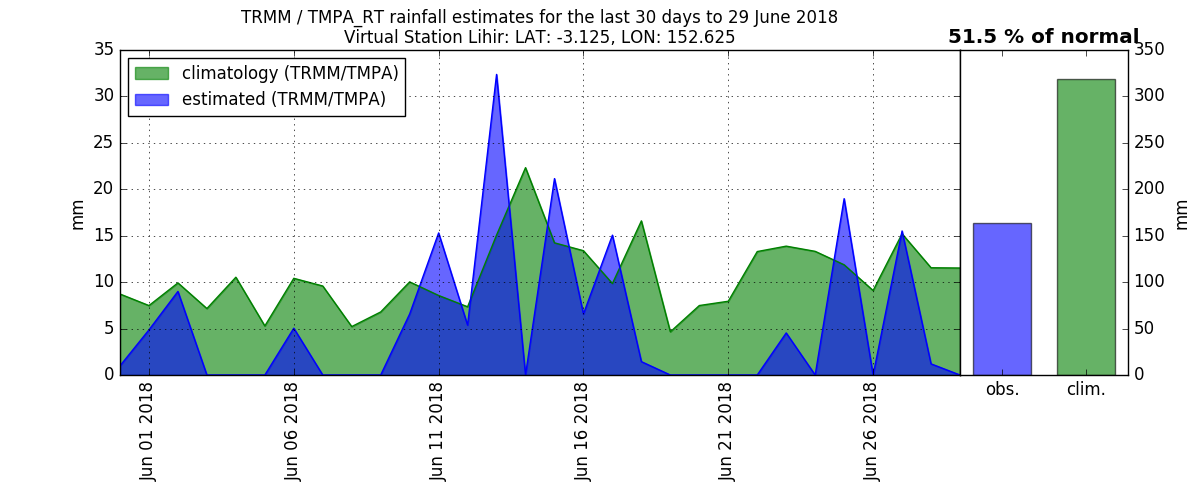 TRMM / TMPA_RT rainfall estimates for the last 30 days to 29 June 2018
Virtual Station Lihir: LAT: -3.125, LON: 152.625
51.5 % of normal
climatology (TRMM/TMPA)
estimated (TRMM/TMPA)
35
30
25
20
15
10
5
0
mm
Jun 01 2018
Jun 06 2018
Jun 11 2018
Jun 16 2018
Jun 21 2018
Jun 26 2018
obs.
clim.
350
300
250
200
150
100
50
0
mm